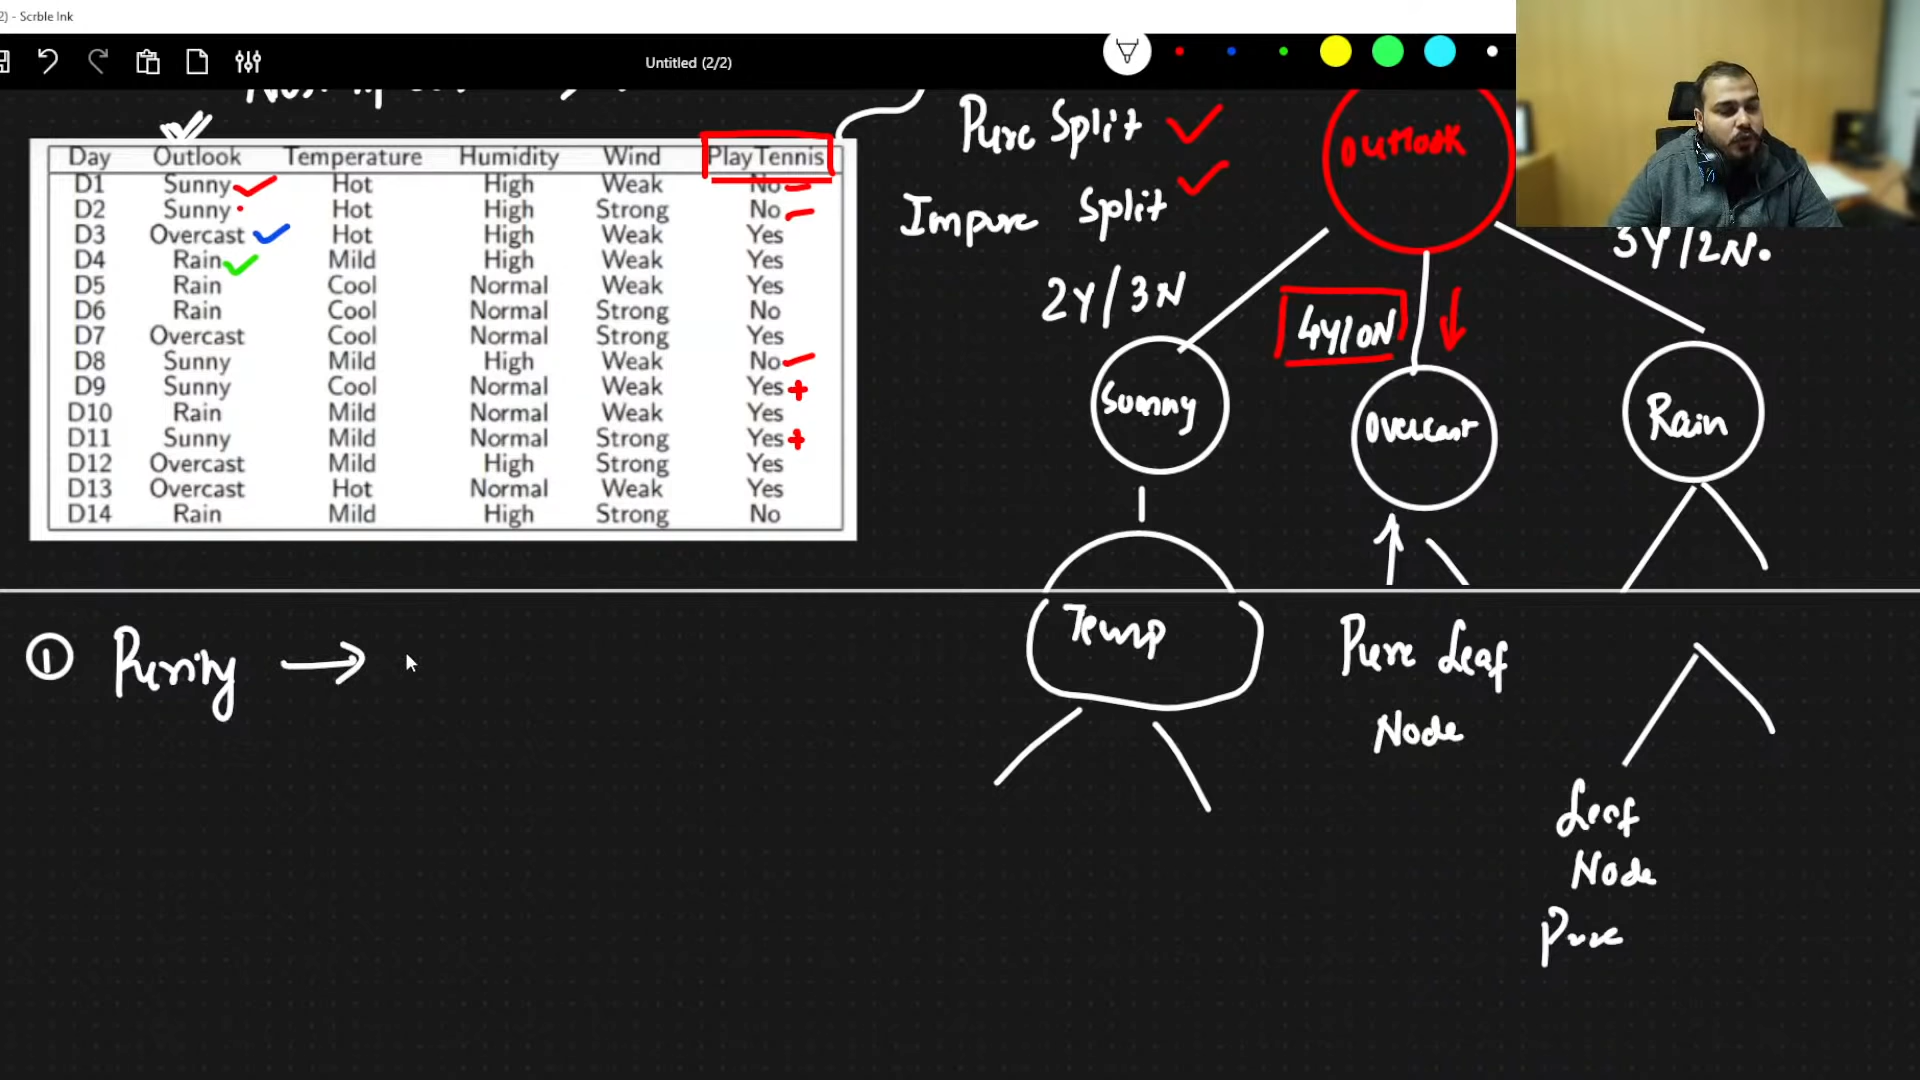 2) - Scrble Ink
Untitled (2/2)
Day Outlook Temperature Humidity Wind PlayTennis
D1 Sunny Hot High Weak No
D2 Sunny Hot High Strong No
D3 Overcast Hot High Weak Yes
D4 Rain Mild High Weak Yes
D5 Rain Cool Normal Weak Yes
D6 Rain Cool Normal Strong No
D7 Overcast Cool Normal Strong Yes
D8 Sunny Mild High Weak No
D9 Sunny Cool Normal Weak Yes
D10 Rain Mild Normal Weak Yes
D11 Sunny Mild Normal Strong Yes
D12 Overcast Mild High Strong Yes
D13 Overcast Hot Normal Weak Yes
D14 Rain Mild High Strong No
Pure Split
Impure Split
Outlook
2Y/3N
4Y/0N
3Y/2N.
Sunny
Overcast
Rain
Temp
Pure Leaf
Node
Leaf
Node
Pure
1 Purity →